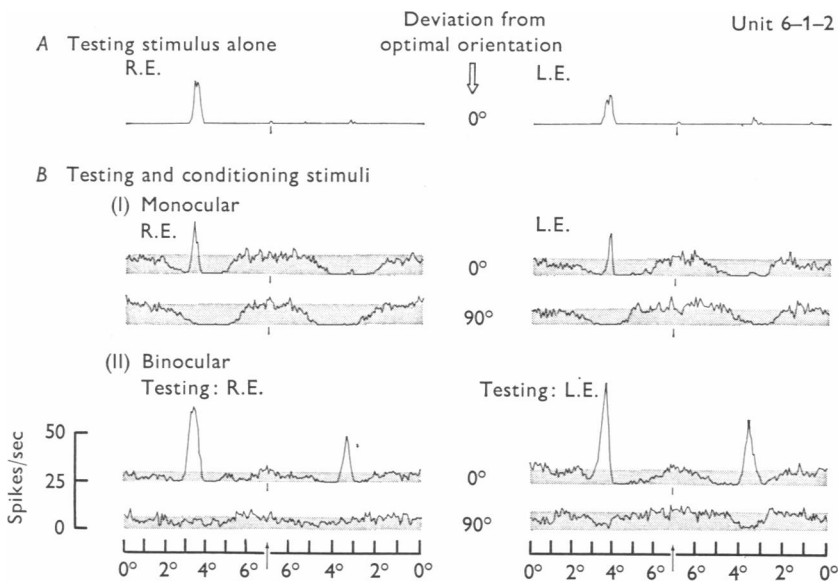 Deviation from
optimal orientation
Unit 6–1–2
A Testing stimulus alone
R.E. 0° L.E.
B Testing and conditioning stimuli
(I) Monocular
R.E. L.E.
0°
90°
(II) Binocular
Testing: R.E. Testing: L.E.
Spikes/sec
50
25 0°
0 90°
0° 2° 4° 6° 6° 4° 2° 0° 0° 2° 4° 6° 6° 4° 2° 0°